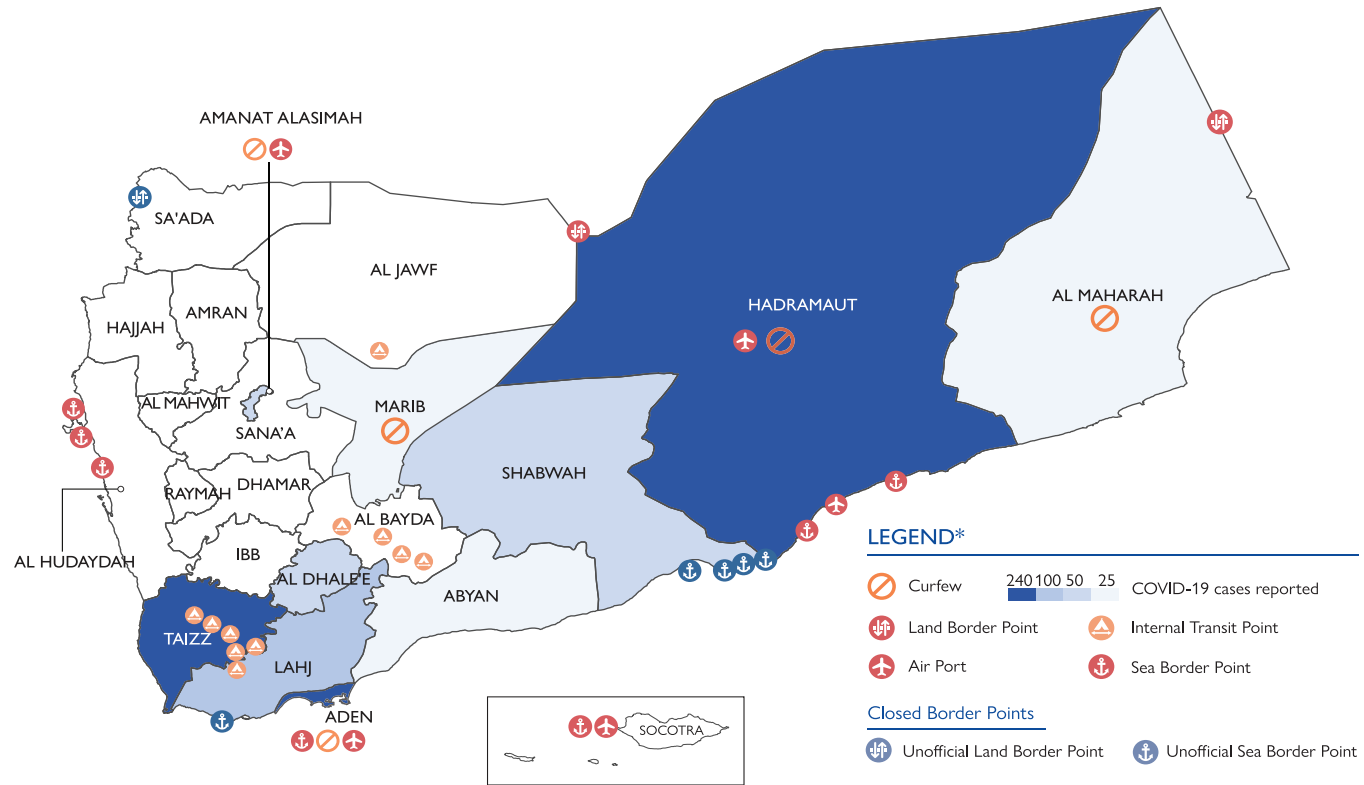 AMANAT ALASIMAH
SA'ADA
AL JAWF
HADRAMAUT
AL MAHARAH
AMRAN
HAJJAH
AL MAHWIT
MARIB
SANA'A
SHABWAH
DHAMAR
RAYMAH
AL BAYDA
IBB
AL HUDAYDAH
AL DHALE'E
ABYAN
TAIZZ
LAHJ
ADEN
SOCOTRA
LEGEND*
Curfew
240 100 50 25
COVID-19 cases reported
Land Border Point
Internal Transit Point
Air Port
Sea Border Point
Closed Border Points
Unofficial Land Border Point
Unofficial Sea Border Point